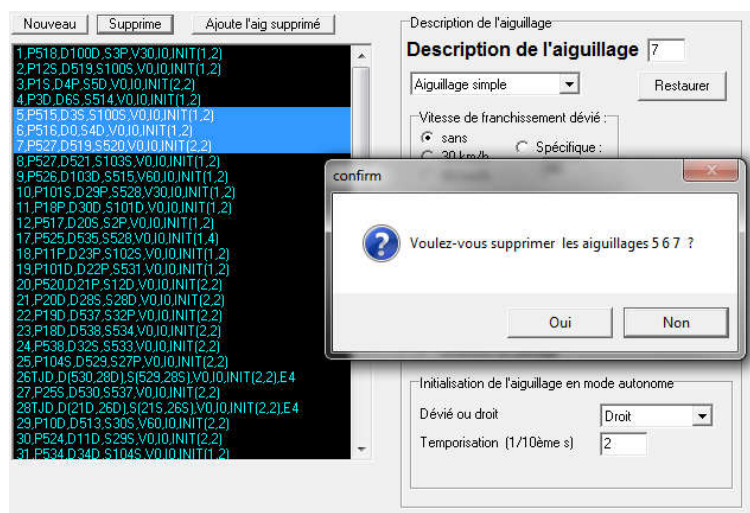 Nouveau
Supprime
Ajoute l'aig supprimé
1,P518,D100D,S3P,V30,I0,INIT(1,2)
2,P12S,D519,S100S,V0,I0,INIT(1,2)
3,P1S,D4P,S5D,V0,I0,INIT(2,2)
4,P3D,D6S,S514,V0,I0,INIT(1,2)
5,P515,D3S,S100S,V0,I0,INIT(1,2)
6,P516,D0,S4D,V0,I0,INIT(1,2)
7,P527,D519,S520,V0,I0,INIT(2,2)
8,P527,D521,S103S,V0,I0,INIT(1,2)
9,P526,D103D,S515,V60,I0,INIT(1,2)
10,P101S,D29P,S528,V30,I0,INIT(1,2)
11,P18P,D30D,S101D,V0,I0,INIT(1,2)
12,P517,D20S,S2P,V0,I0,INIT(1,2)
17,P525,D535,S528,V0,I0,INIT(1,4)
18,P11P,D23P,S102S,V0,I0,INIT(1,2)
19,P101D,D22P,S531,V0,I0,INIT(1,2)
20,P520,D21P,S12D,V0,I0,INIT(2,2)
21,P20D,D28S,S28D,V0,I0,INIT(2,2)
22,P19D,D537,S32P,V0,I0,INIT(2,2)
23,P18D,D538,S534,V0,I0,INIT(2,2)
24,P538,D32S,S533,V0,I0,INIT(2,2)
25,P104S,D529,S27P,V0,I0,INIT(2,2)
26TJD,D(530,28D),S(529,28S),V0,I0,INIT(2,2),E4
27,P25S,D530,S537,V0,I0,INIT(2,2)
28TJD,D(21D,26D),S(21S,26S),V0,I0,INIT(2,2),E4
29,P10D,D513,S30S,V60,I0,INIT(2,2)
30,P524,D11D,S29S,V0,I0,INIT(2,2)
31,P534,D34D,S104S,V0,I0,INIT(1,2)
Description de l'aiguillage
Description de l'aiguillage 7
Aiguillage simple
Restaurer
Vitesse de franchissement dévié :
sans
Spécifique :
30 km/h
confirm
Voulez-vous supprimer les aiguillages 5 6 7 ?
Oui
Non
Initialisation de l'aiguillage en mode autonome
Dévié ou droit
Droit
Temporisation (1/10ème s)
2